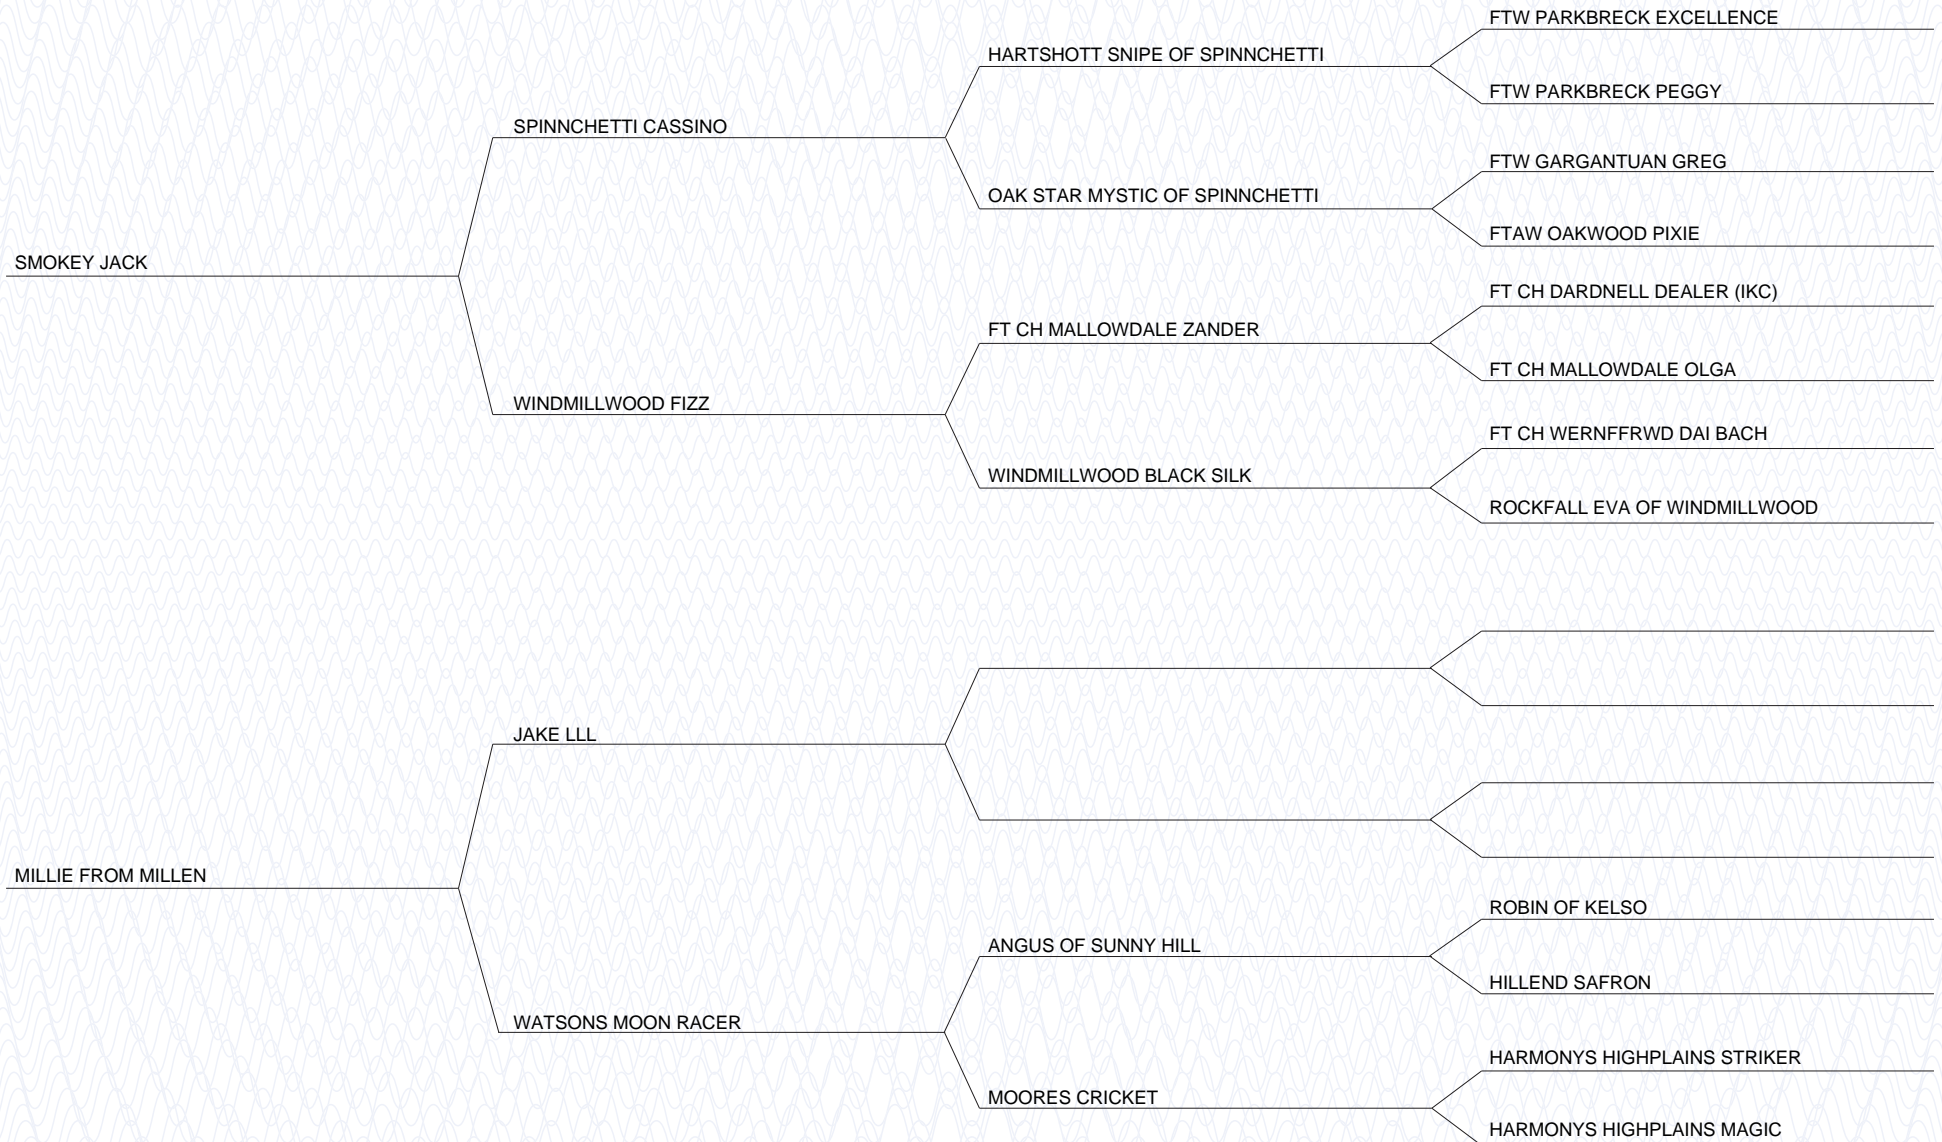 FTW PARKBRECK EXCELLENCE
HARTSHOTT SNIPE OF SPINNCHETTI
FTW PARKBRECK PEGGY
SPINNCHETTI CASSINO
FTW GARGANTUAN GREG
OAK STAR MYSTIC OF SPINNCHETTI
FTAW OAKWOOD PIXIE
SMOKEY JACK
FT CH DARDNELL DEALER (IKC)
FT CH MALLOWDALE ZANDER
FT CH MALLOWDALE OLGA
WINDMILLWOOD FIZZ
FT CH WERNFFRWD DAI BACH
WINDMILLWOOD BLACK SILK
ROCKFALL EVA OF WINDMILLWOOD
JAKE LLL
MILLIE FROM MILLEN
ROBIN OF KELSO
ANGUS OF SUNNY HILL
HILLEND SAFRON
WATSONS MOON RACER
HARMONYS HIGHPLAINS STRIKER
MOORES CRICKET
HARMONYS HIGHPLAINS MAGIC